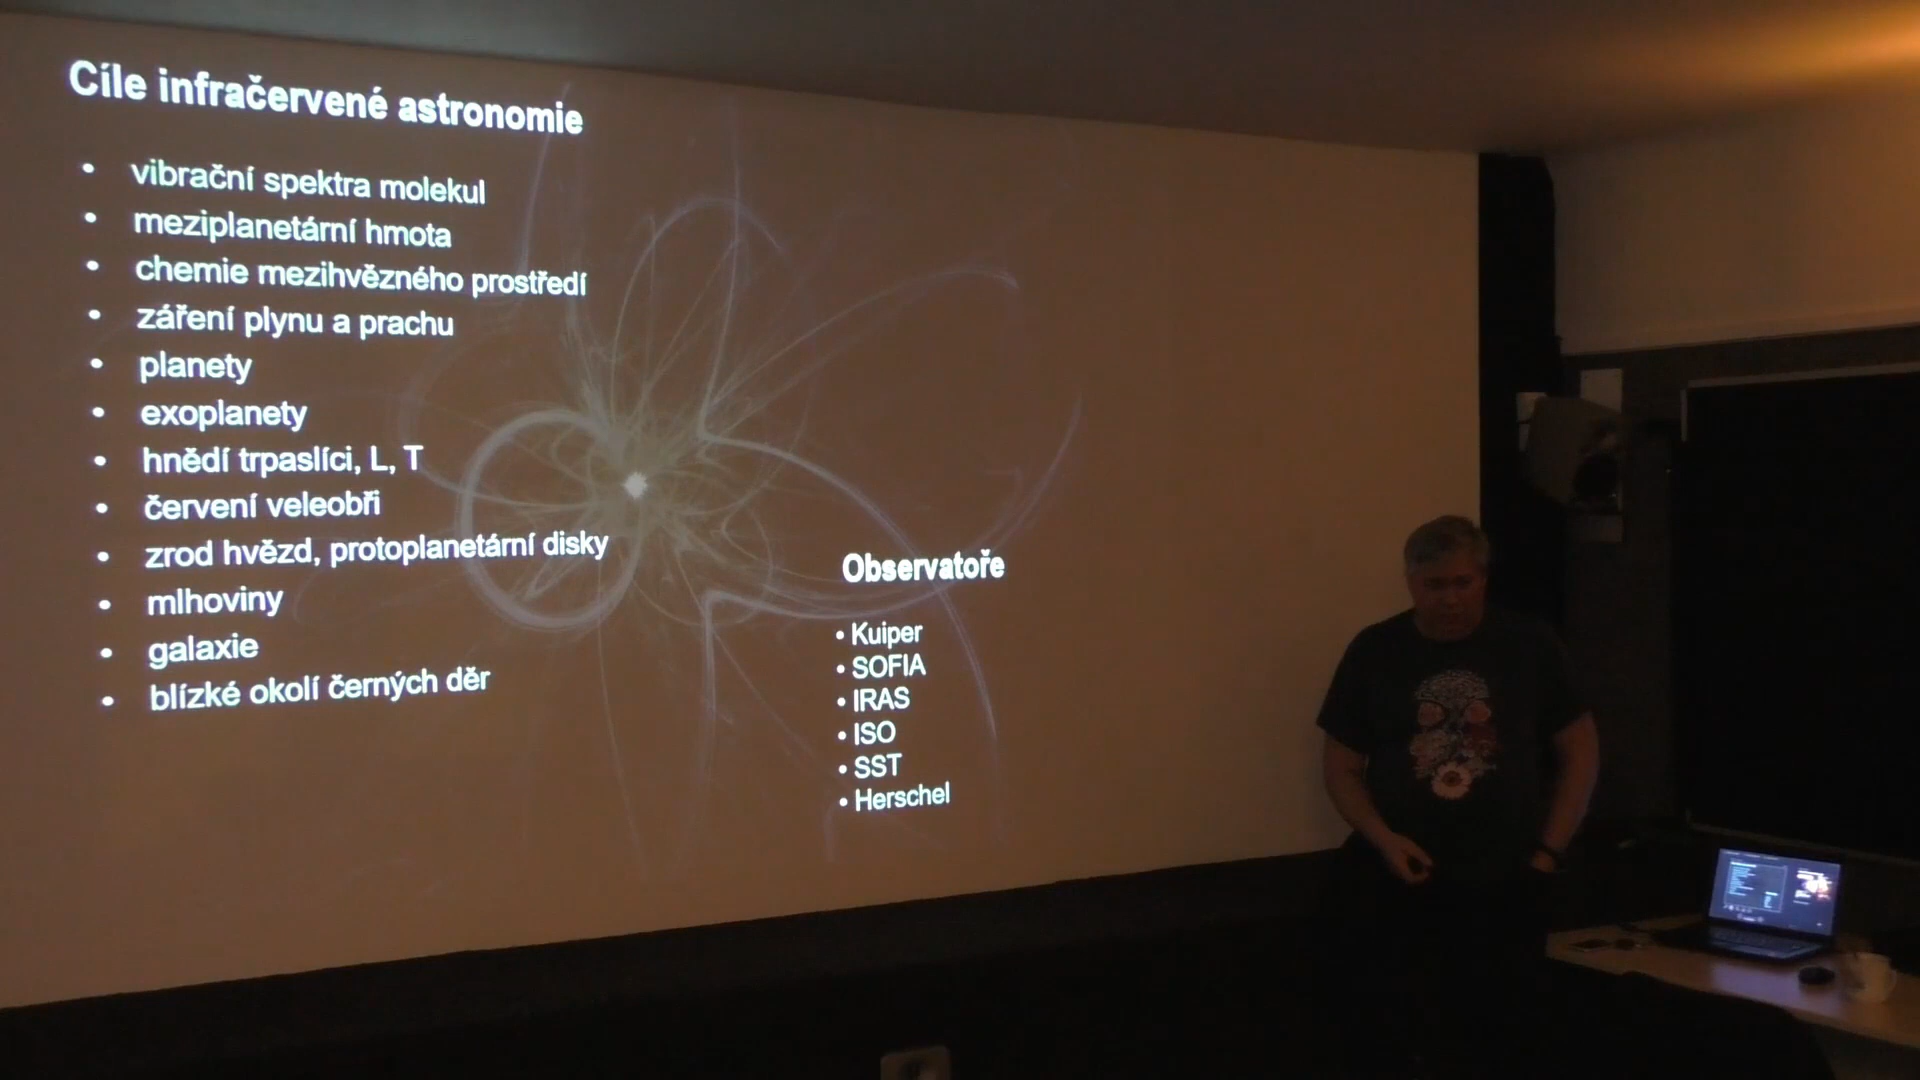 Cíle infračervené astronomie
• vibrační spektra molekul
• meziplanetární hmota
• chemie mezihvězného prostředí
• záření plynu a prachu
• planety
• exoplanety
• hnědí trpaslíci, L, T
• červení veleobři
• zrod hvězd, protoplanetární disky
• mlhoviny
• galaxie
• blízké okolí černých děr
Observatoře
• Kuiper
• SOFIA
• IRAS
• ISO
• SST
• Herschel